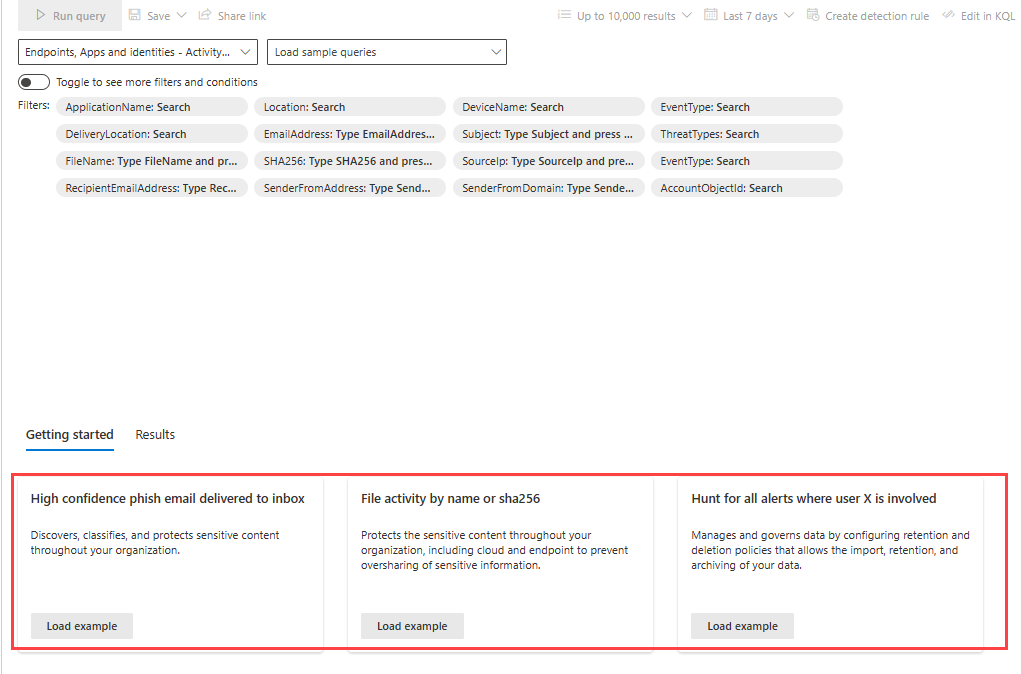 Run query Save Share link Up to 10,000 results Last 7 days Create detection rule Edit in KQL
Endpoints, Apps and identities - Activity... Load sample queries
Toggle to see more filters and conditions
Filters: ApplicationName: Search Location: Search DeviceName: Search EventType: Search
DeliveryLocation: Search EmailAddress: Type EmailAddres... Subject: Type Subject and press ... ThreatTypes: Search
FileName: Type FileName and pr... SHA256: Type SHA256 and pres... SourceIp: Type SourceIp and pre... EventType: Search
RecipientEmailAddress: Type Rec... SenderFromAddress: Type Send... SenderFromDomain: Type Sende... AccountObjectId: Search
Getting started Results
High confidence phish email delivered to inbox
Discovers, classifies, and protects sensitive content
throughout your organization.
Load example
File activity by name or sha256
Protects the sensitive content throughout your
organization, including cloud and endpoint to prevent
oversharing of sensitive information.
Load example
Hunt for all alerts where user X is involved
Manages and governs data by configuring retention and
deletion policies that allows the import, retention, and
archiving of your data.
Load example